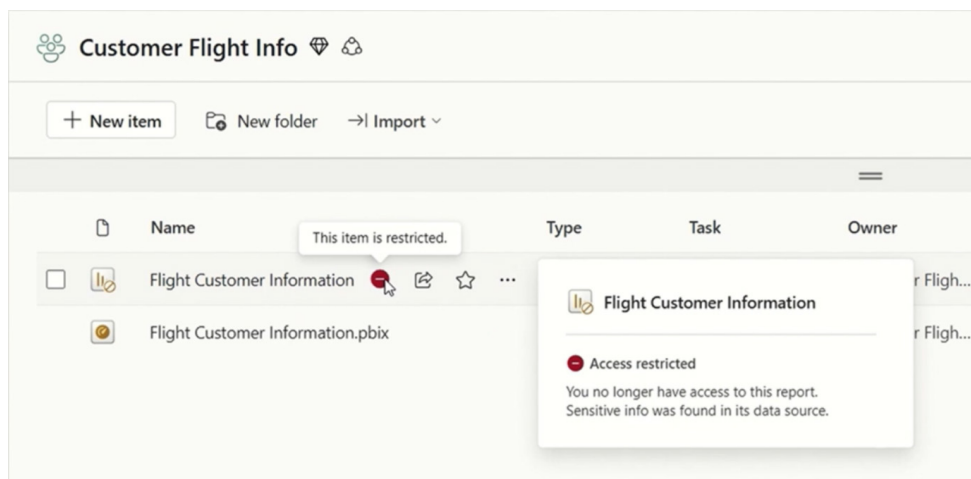 Customer Flight Info
New item
New folder
Import
Name
Type
Task
Owner
This item is restricted.
Flight Customer Information
r Fligh...
Flight Customer Information.pbix
r Fligh...
Flight Customer Information
Access restricted
You no longer have access to this report.
Sensitive info was found in its data source.